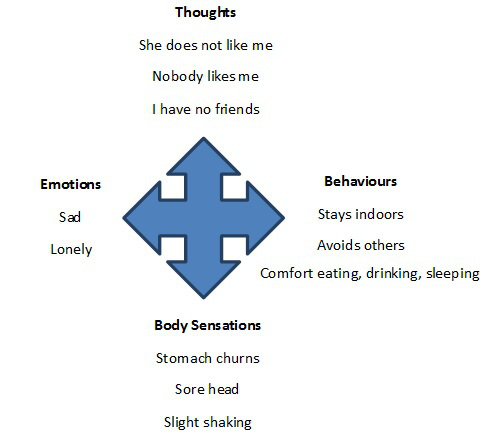 Thoughts
She does not like me
Nobody likes me
I have no friends
Emotions
Sad
Lonely
Behaviours
Stays indoors
Avoids others
Comfort eating, drinking, sleeping
Body Sensations
Stomach churns
Sore head
Slight shaking